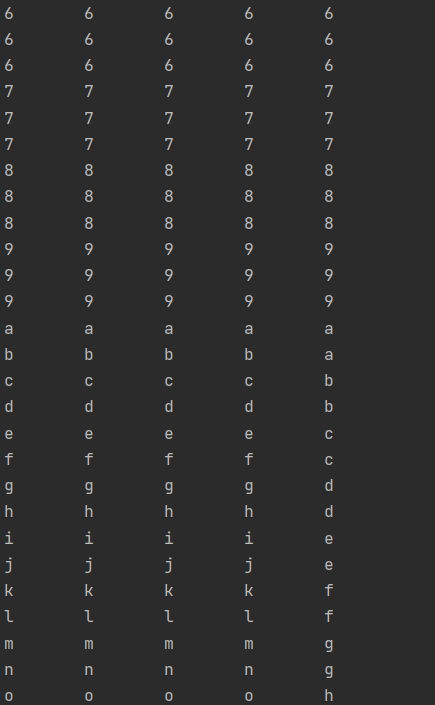 6 6 6 6 6
6 6 6 6 6
6 6 6 6 6
7 7 7 7 7
7 7 7 7 7
7 7 7 7 7
8 8 8 8 8
8 8 8 8 8
8 8 8 8 8
9 9 9 9 9
9 9 9 9 9
9 9 9 9 9
a a a a a
b b b b a
c c c c b
d d d d b
e e e e c
f f f f c
g g g g d
h h h h d
i i i i e
j j j j e
k k k k f
l l l l f
m m m m g
n n n n g
o o o o h